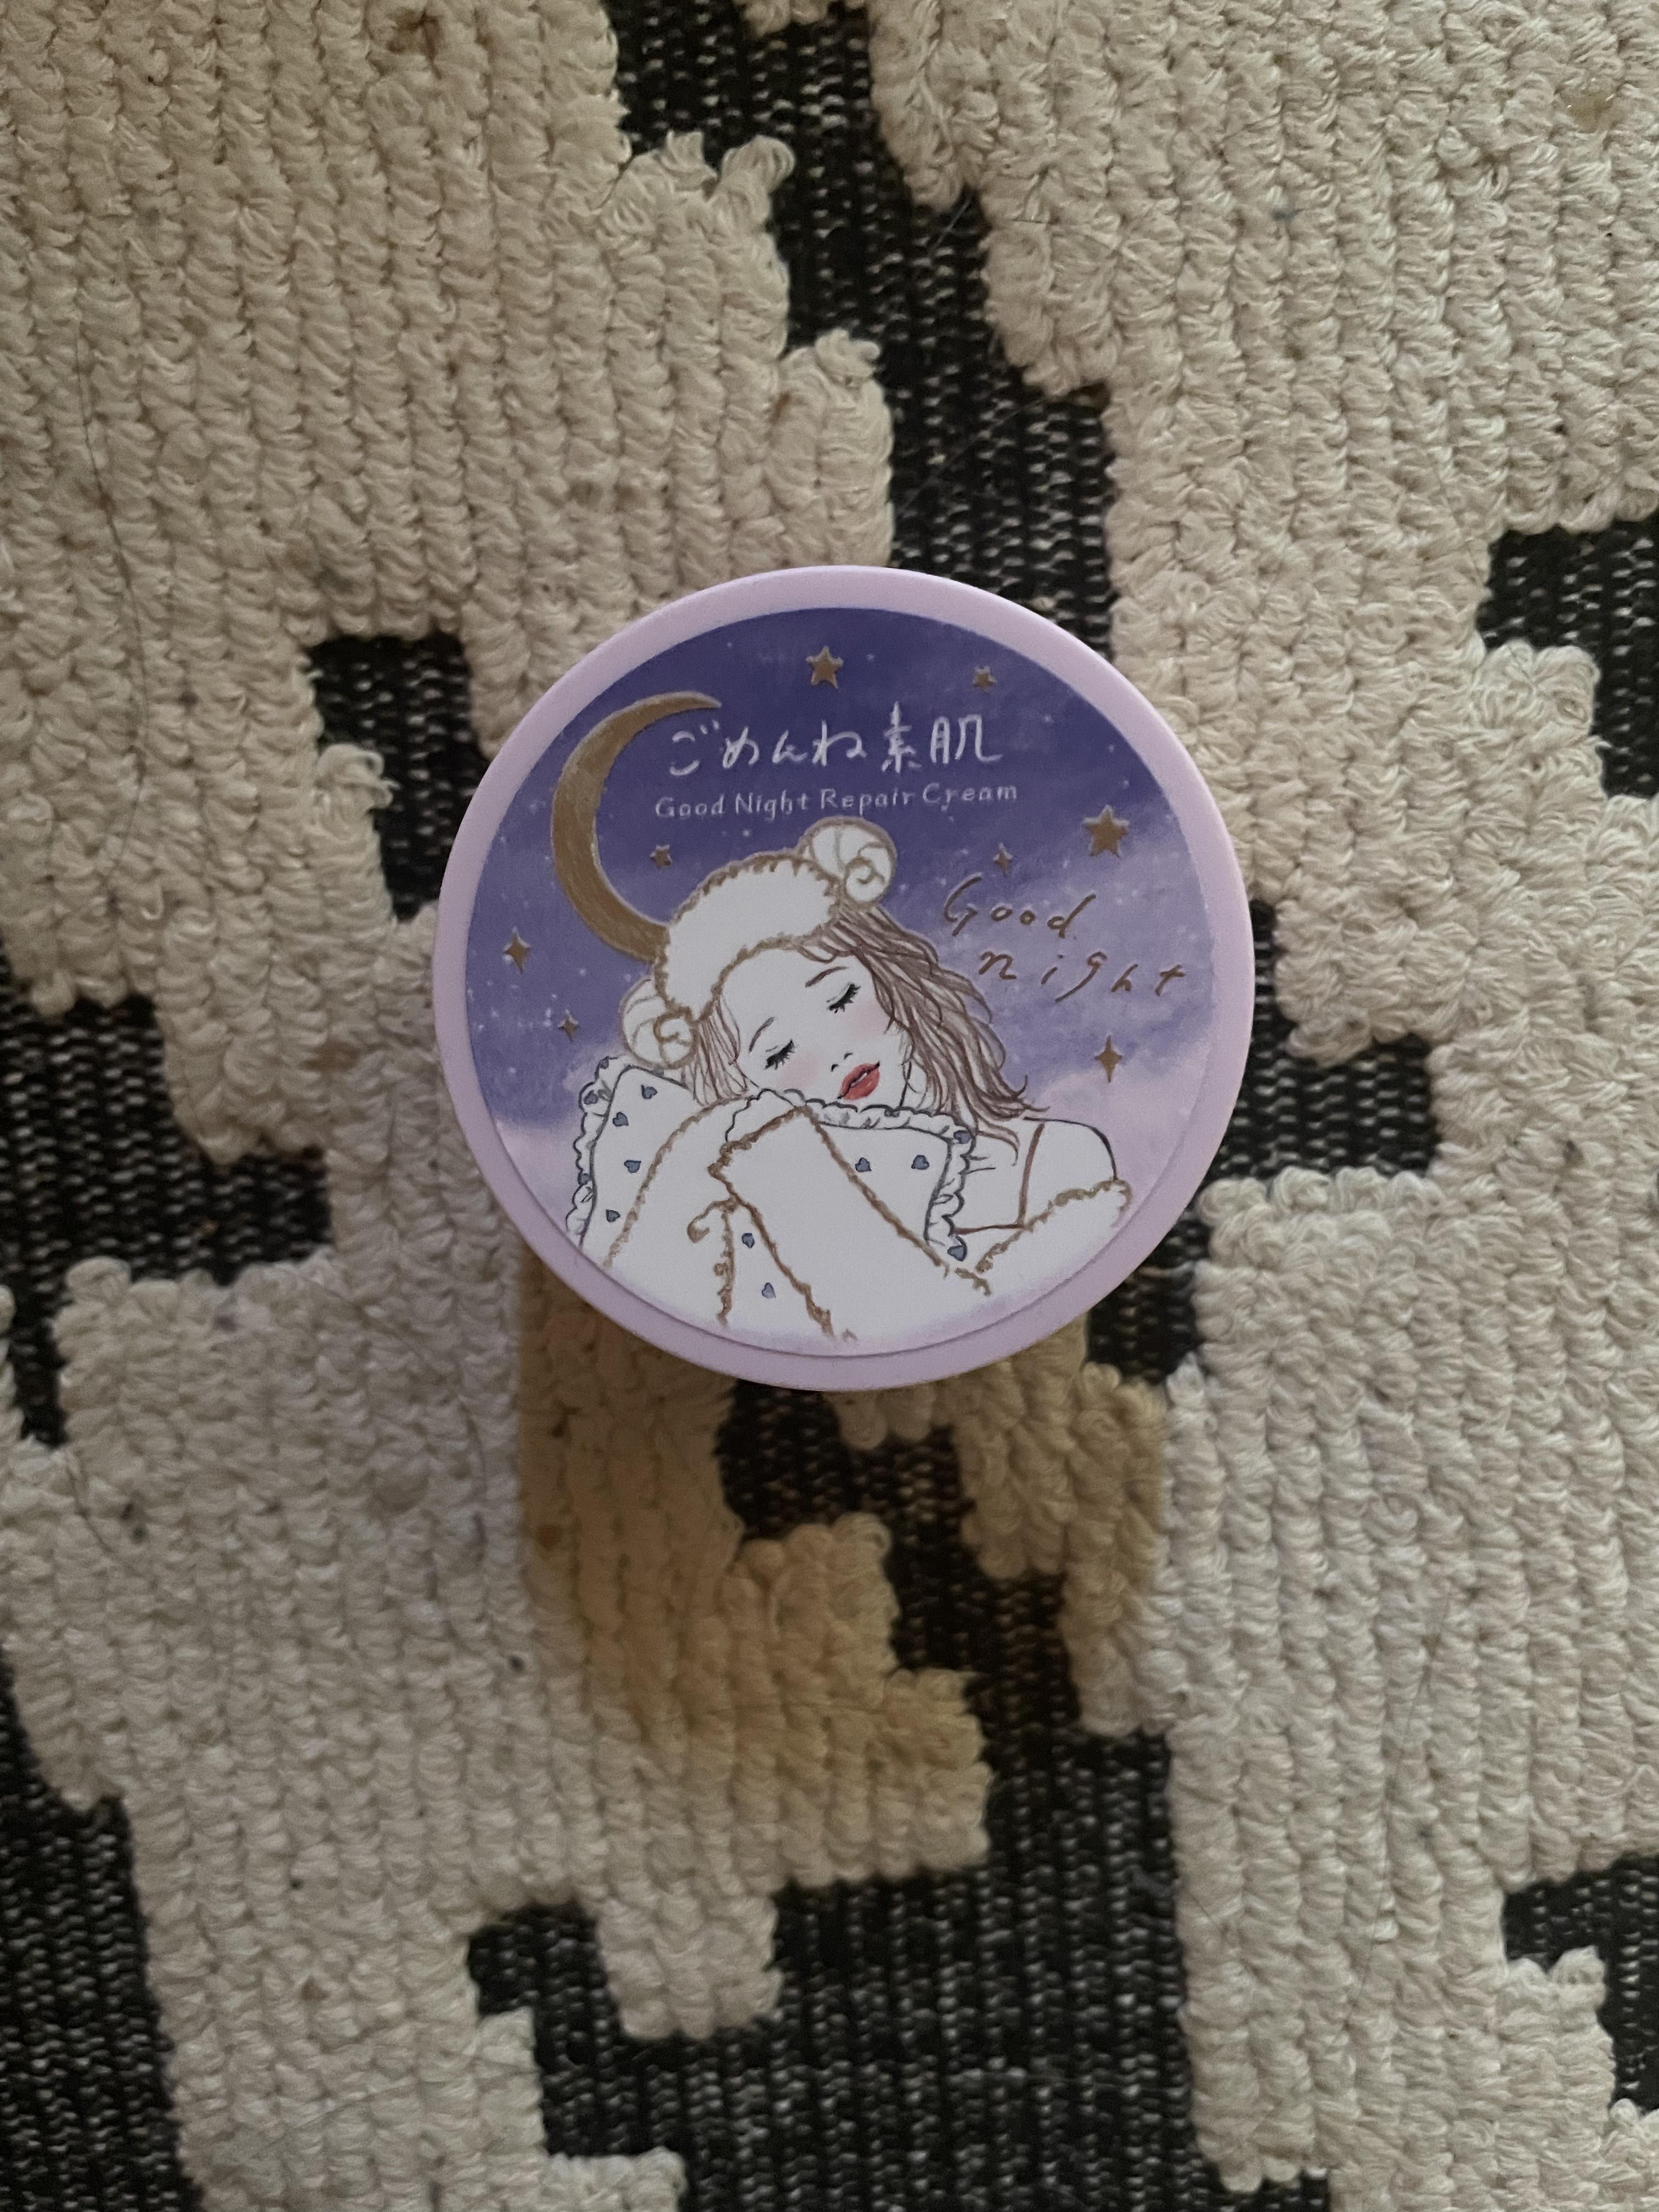 ごめんね素肌
Good Night Repair Cream
Good
night